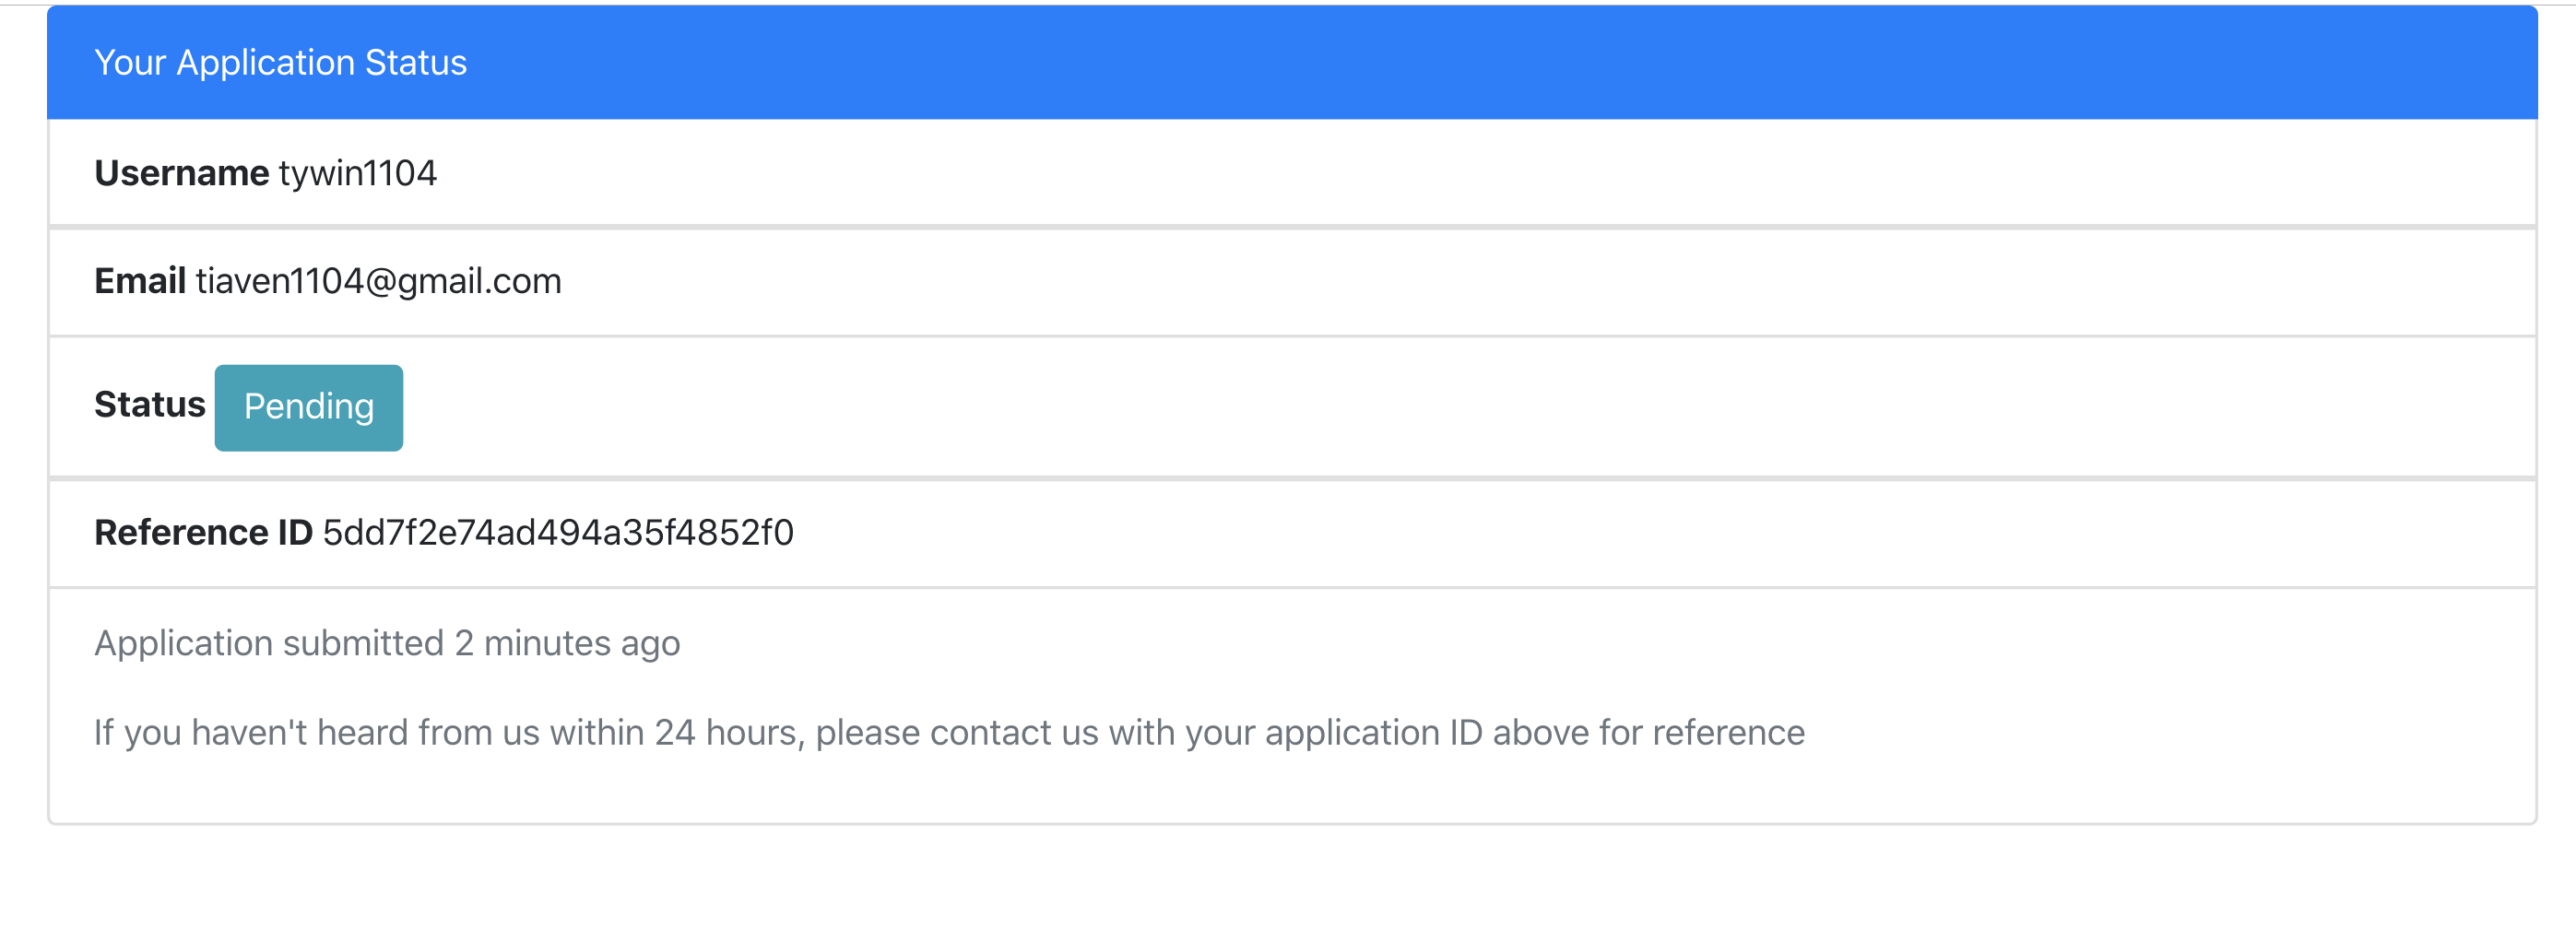 Your Application Status
Username tywin1104
Email tiaven1104@gmail.com
Status Pending
Reference ID 5dd7f2e74ad494a35f4852f0
Application submitted 2 minutes ago
If you haven't heard from us within 24 hours, please contact us with your application ID above for reference